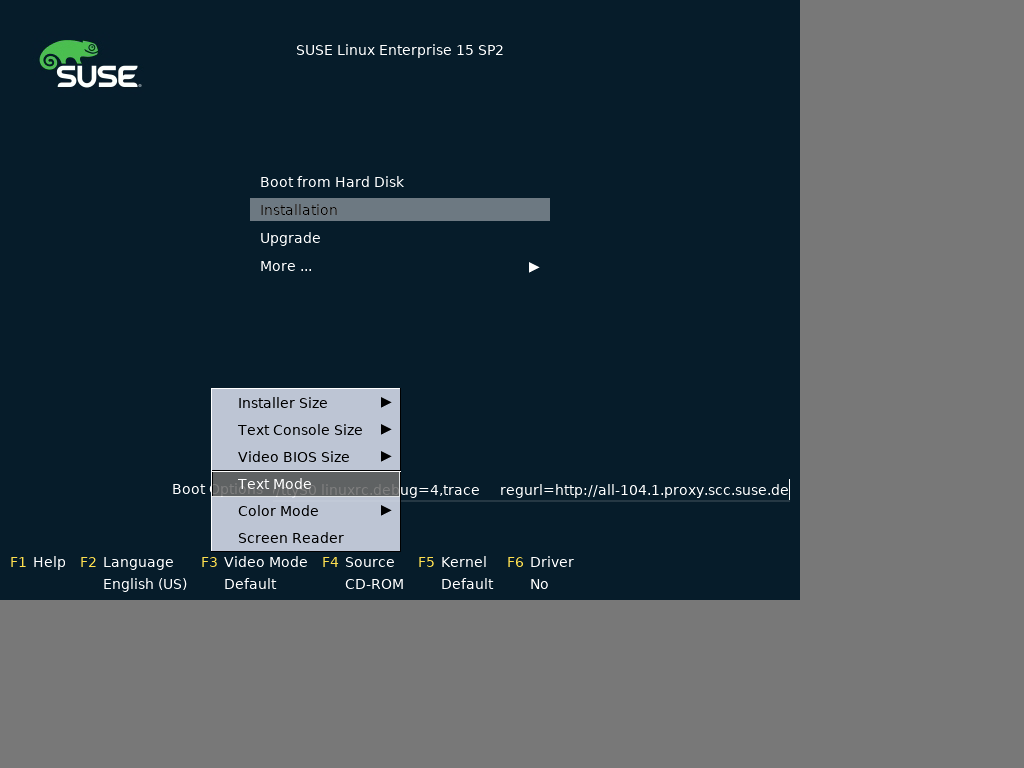 SUSE
SUSE Linux Enterprise 15 SP2
Boot from Hard Disk
Installation
Upgrade
More ...
Installer Size
Text Console Size
Video BIOS Size
Text Mode
Boot Options linuxrc.debug=4,trace regurl=http://all-104.1.proxy.scc.suse.de
Color Mode
Screen Reader
F1 Help F2 Language F3 Video Mode F4 Source F5 Kernel F6 Driver
English (US) Default CD-ROM Default No